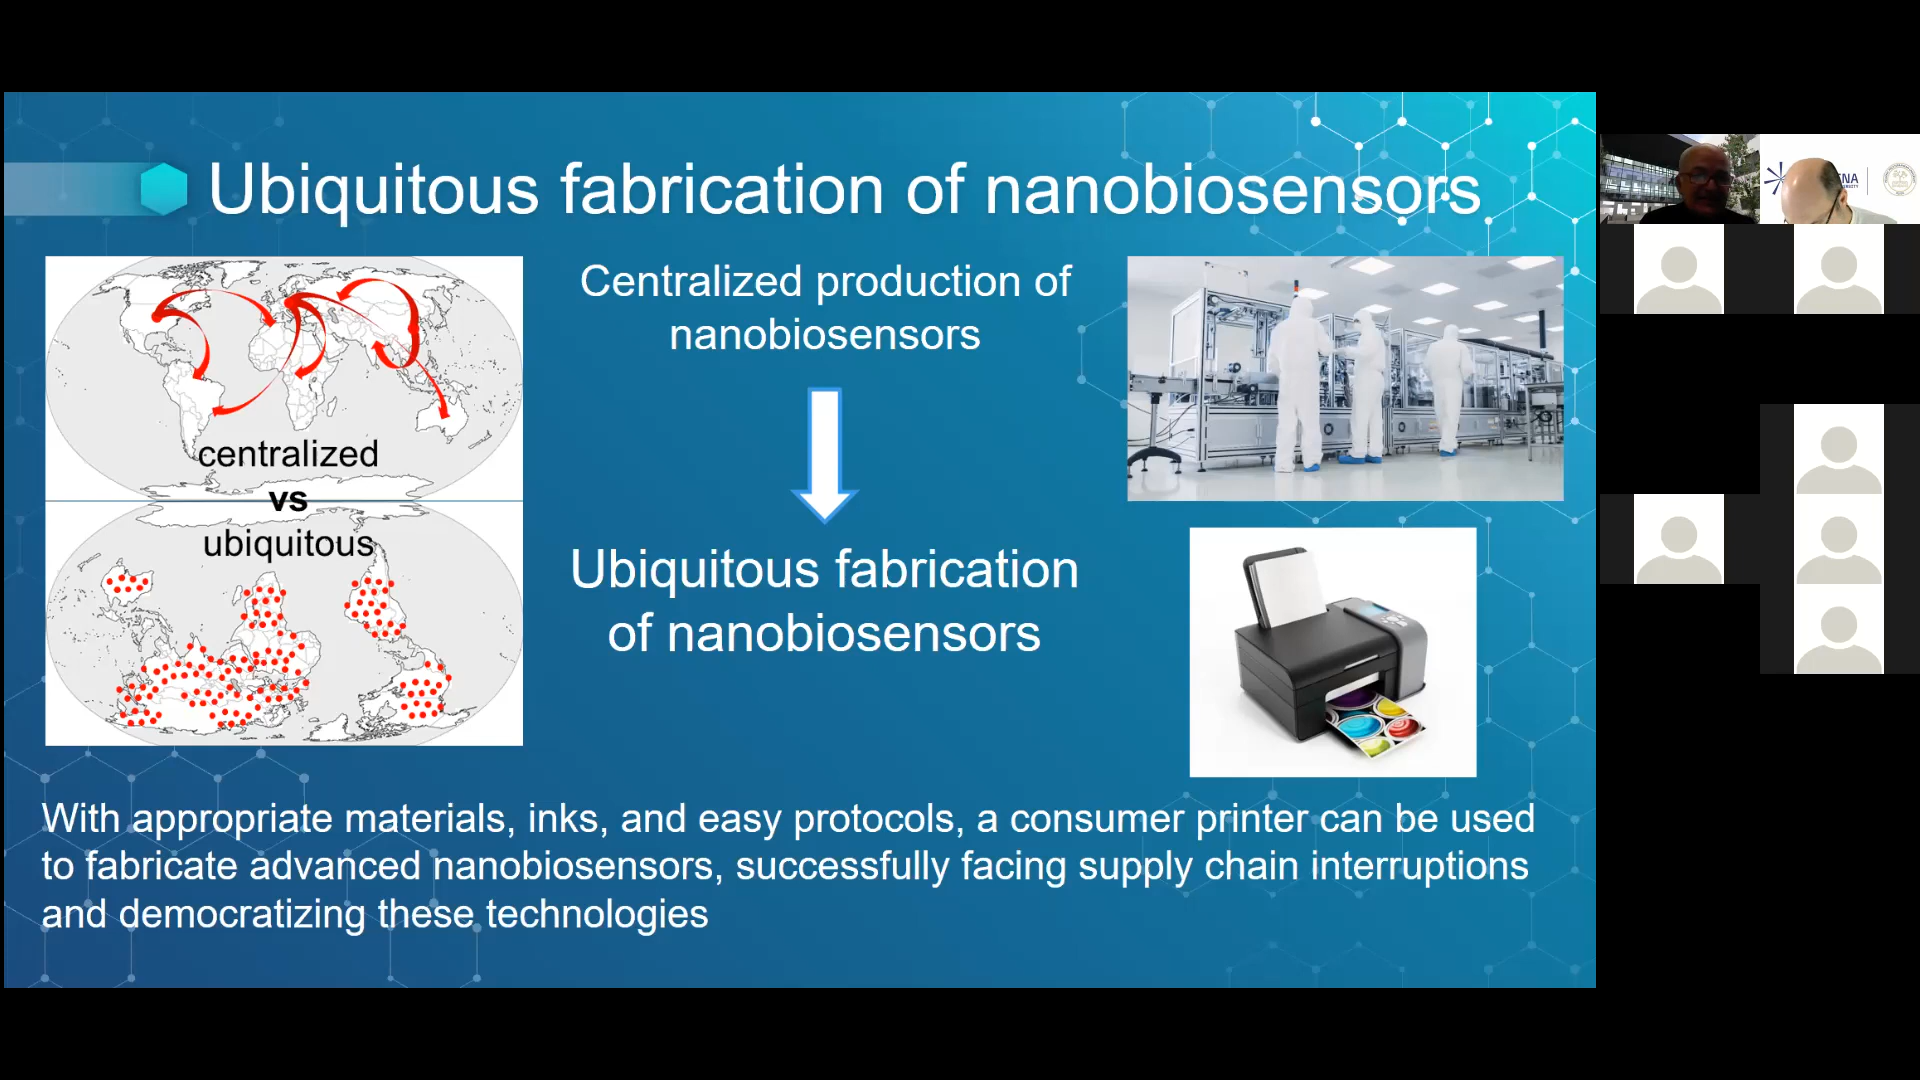 Ubiquitous fabrication of nanobiosensors
centralized
vs
ubiquitous
Centralized production of
nanobiosensors
Ubiquitous fabrication
of nanobiosensors
With appropriate materials, inks, and easy protocols, a consumer printer can be used
to fabricate advanced nanobiosensors, successfully facing supply chain interruptions
and democratizing these technologies